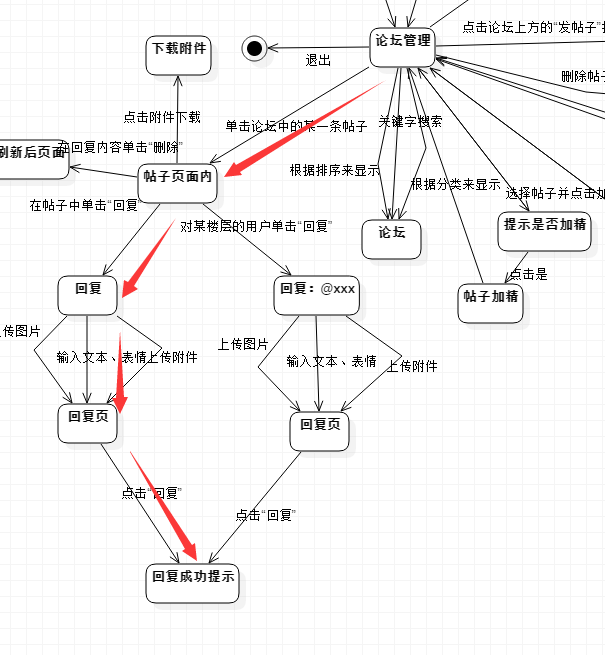 点击论坛上方的“发帖子”
下载附件
论坛管理
退出
删除帖子
点击附件下载
单击论坛中的某一条帖子
关键字搜索
在回复内容单击“删除”
刷新后页面
帖子页面内
根据排序来显示
根据分类来显示
选择帖子并点击加
在帖子中单击“回复”
对某楼层的用户单击“回复”
论坛
提示是否加精
点击是
回复
回复：@xxx
帖子加精
上传图片
上传图片
输入文本、表情
上传附件
输入文本、表情
上传附件
回复页
回复页
点击“回复”
点击“回复”
回复成功提示